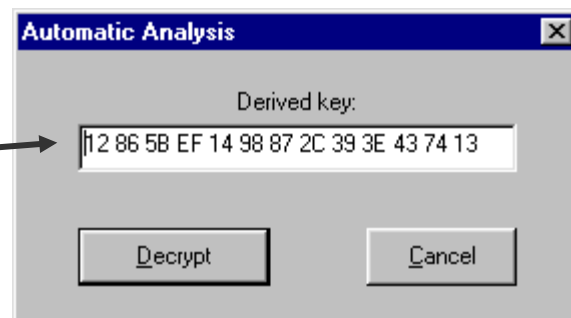 Automatic Analysis
Derived key:
12 86 5B EF 14 98 87 2C 39 3E 43 74 13
Decrypt Cancel